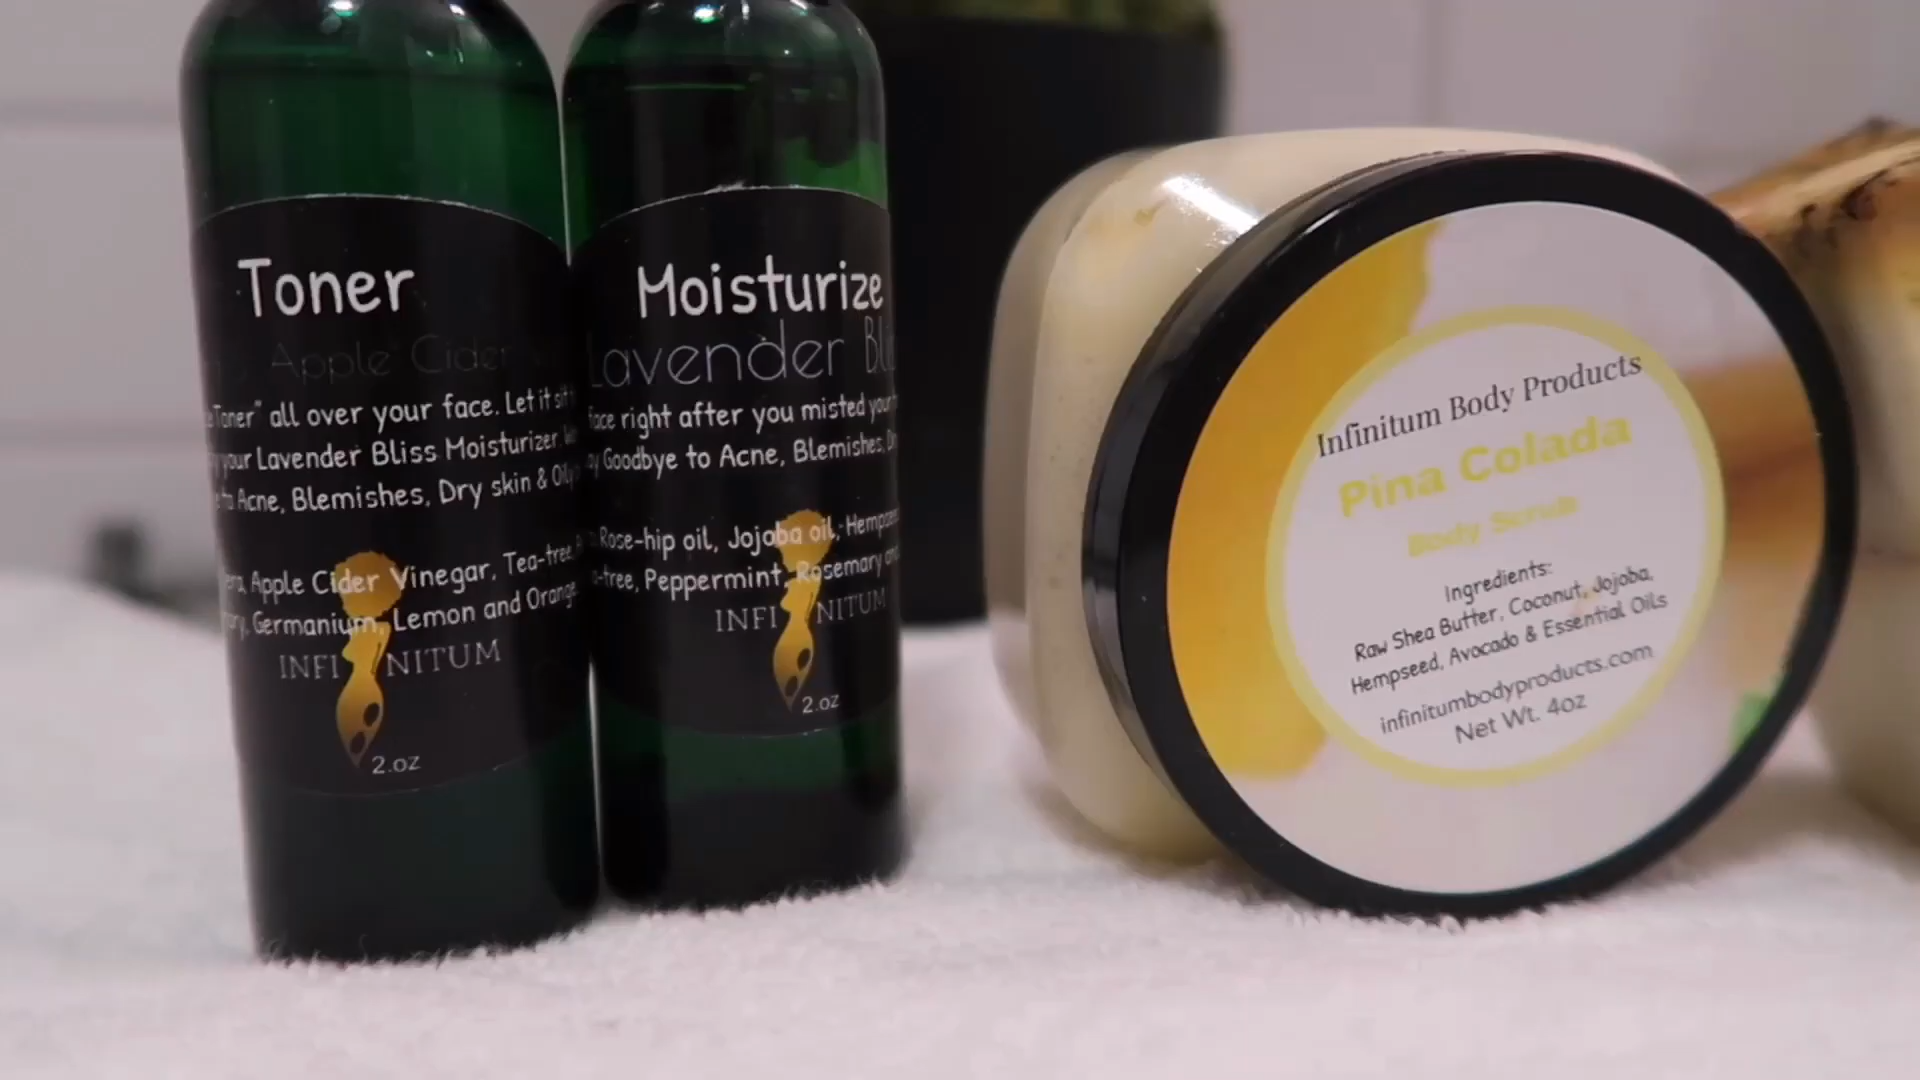 Toner
Apple Cider
Toner" all over your face. Let it sit
your Lavender Bliss Moisturizer.
to Acne, Blemishes, Dry skin & Oily
Apple Cider Vinegar, Tea-tree,
Germanium, Lemon and Orange
INFI NITUM
2.oz
Moisturize
Lavender
face right after you misted your
Goodbye to Acne, Blemishes,
Rose-hip oil, Jojoba oil, Hempseed
Peppermint, Rosemary
INFI NITUM
2.oz
Infinitum Body Products
Pina Colada
Body Scrub
Ingredients:
Raw Shea Butter, Coconut, Jojoba,
Hempseed, Avocado & Essential Oils
infinitumbodyproducts.com
Net Wt. 4oz